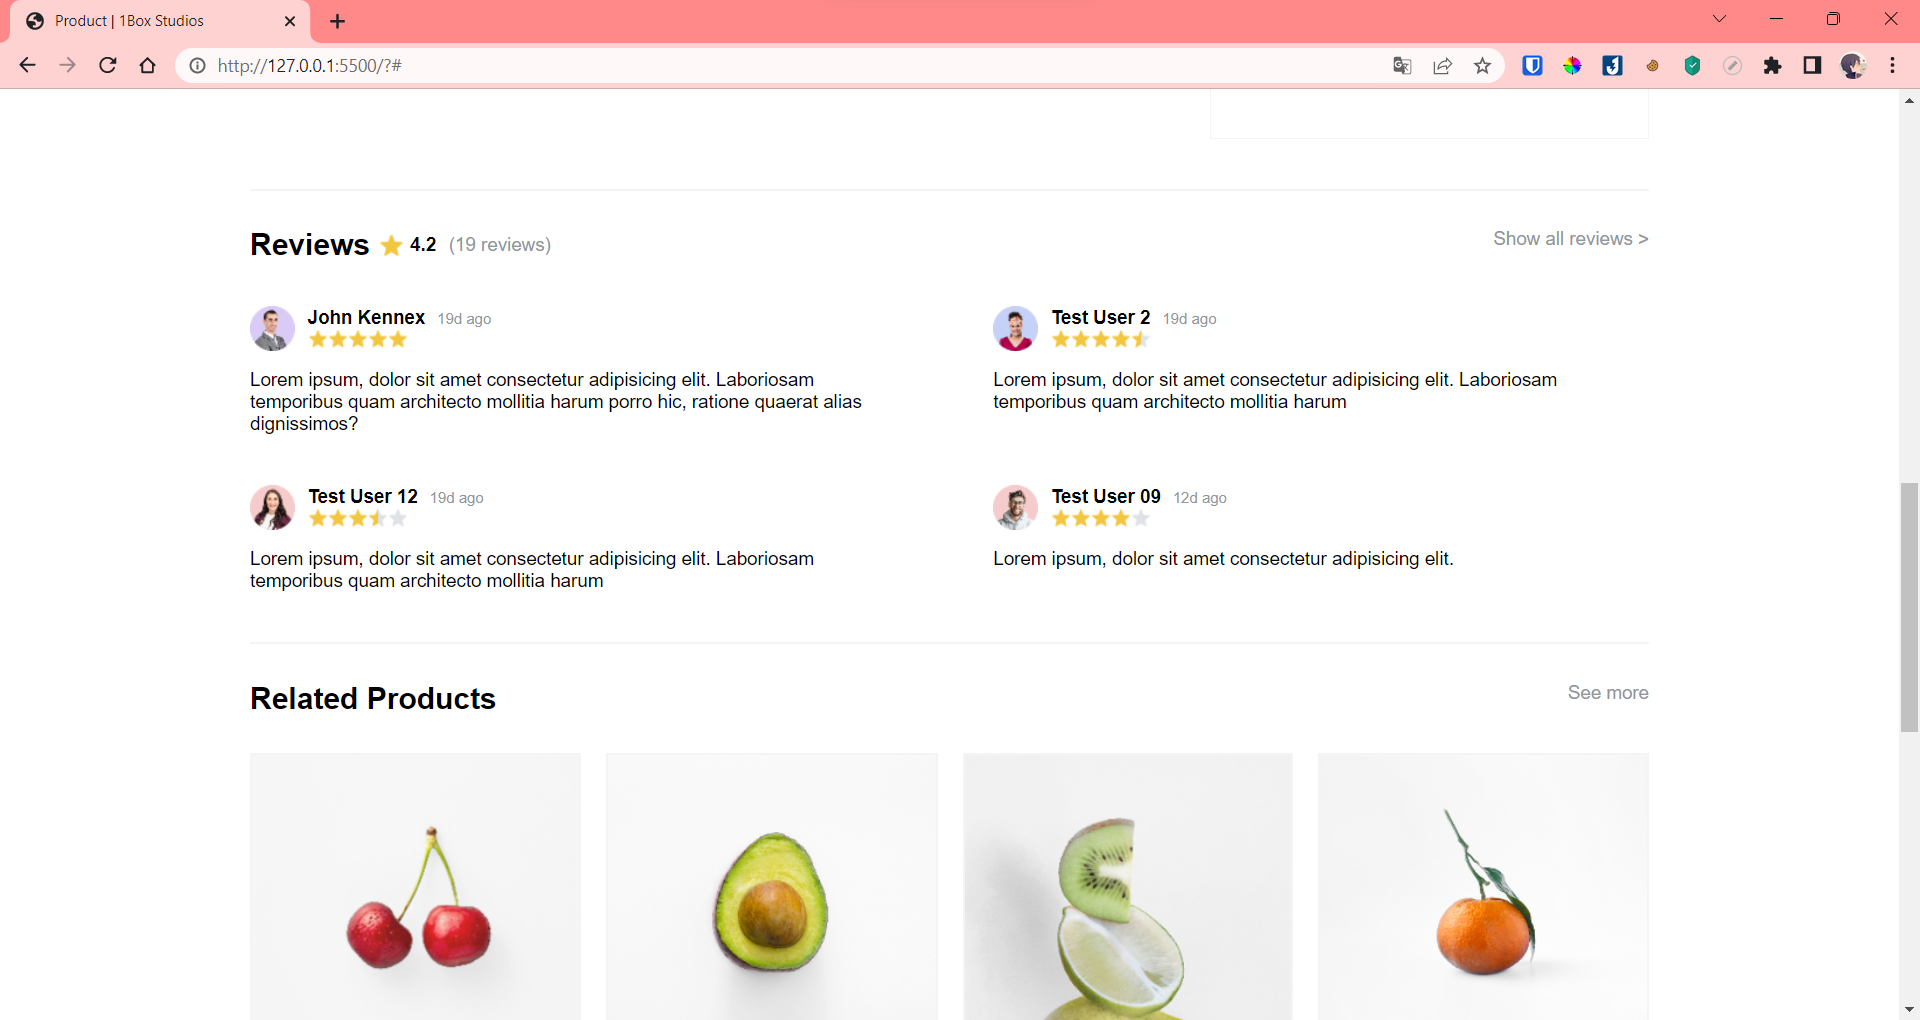 Product | 1Box Studios
http://127.0.0.1:5500/?#
Reviews 4.2 (19 reviews)
Show all reviews >
John Kennex 19d ago
Lorem ipsum, dolor sit amet consectetur adipisicing elit. Laboriosam
temporibus quam architecto mollitia harum porro hic, ratione quaerat alias
dignissimos?
Test User 2 19d ago
Lorem ipsum, dolor sit amet consectetur adipisicing elit. Laboriosam
temporibus quam architecto mollitia harum
Test User 12 19d ago
Lorem ipsum, dolor sit amet consectetur adipisicing elit. Laboriosam
temporibus quam architecto mollitia harum
Test User 09 12d ago
Lorem ipsum, dolor sit amet consectetur adipisicing elit.
Related Products
See more